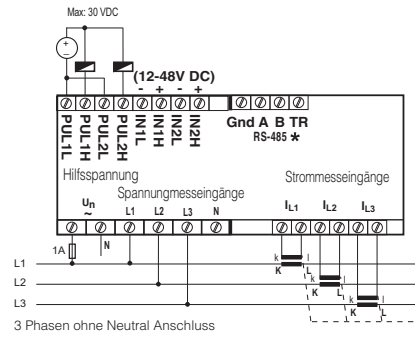 Max: 30 VDC
+
-
(12-48V DC)
- + - +
PUL1L PUL1H PUL2L PUL2H IN1L IN1H IN2L IN2H
Gnd A B TR
RS-485 *
Hilfsspannung
Spannungmesseingänge
Strommesseingänge
Un ~ L1 L2 L3 N IL1 IL2 IL3
1A N
L1 k l
K L
L2 k l
K L
L3 k l
K L
3 Phasen ohne Neutral Anschluss